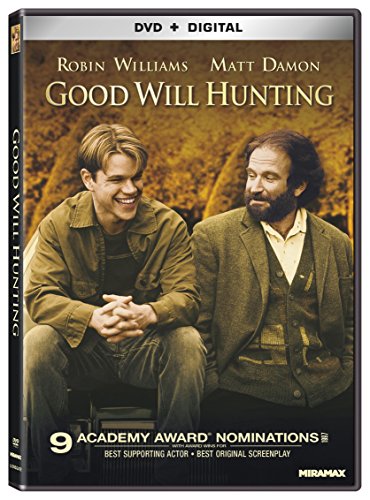 DVD + DIGITAL
ROBIN WILLIAMS MATT DAMON
GOOD WILL HUNTING
GOOD WILL HUNTING
9 ACADEMY AWARD® NOMINATIONS
WITH AWARD WINS FOR
BEST SUPPORTING ACTOR • BEST ORIGINAL SCREENPLAY
MIRAMAX
DVD